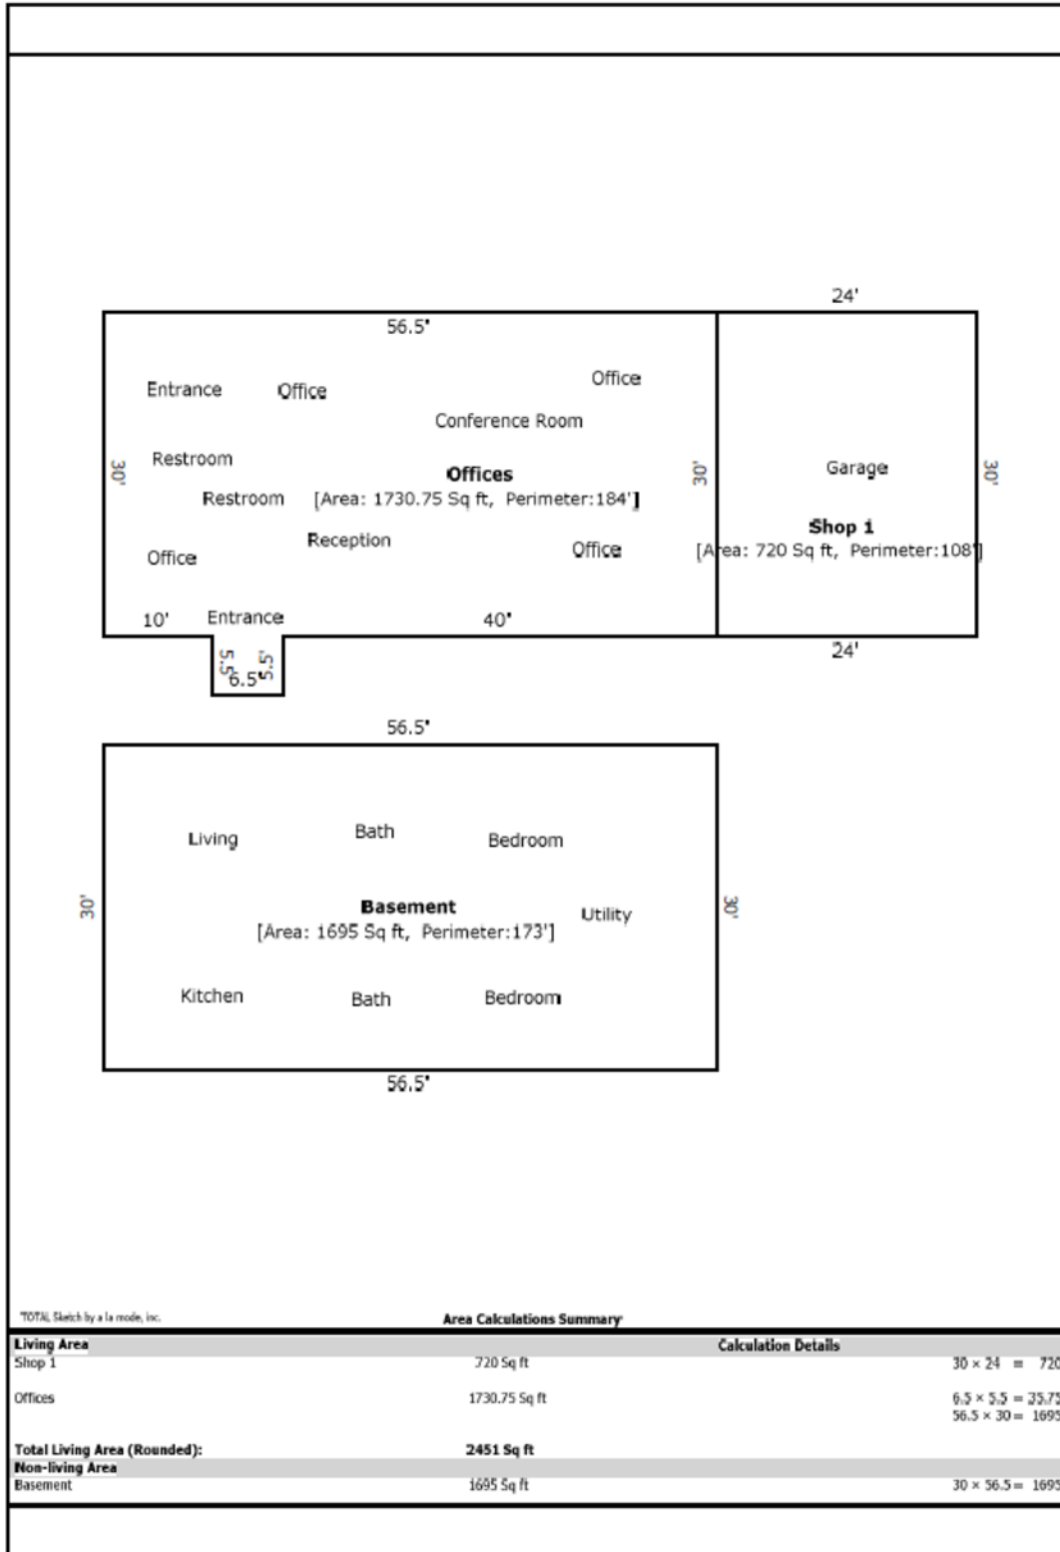 24'
56.5'
Entrance Office Office
Conference Room
Restroom
Offices
30' 30' Garage 30'
Restroom [Area: 1730.75 Sq ft, Perimeter:184']
Shop 1
Reception
Office Office [Area: 720 Sq ft, Perimeter:108']
10' Entrance 40'
24'
5.5' 5.5'
6.5'
56.5'
Living Bath Bedroom
30' Basement Utility 30'
[Area: 1695 Sq ft, Perimeter:173']
Kitchen Bath Bedroom
56.5'
TOTAL Sketch by a la mode, inc. Area Calculations Summary
Living Area Calculation Details
Shop 1 720 Sq ft 30 × 24 = 720
Offices 1730.75 Sq ft 6.5 × 5.5 = 35.75
56.5 × 30 = 1695
Total Living Area (Rounded): 2451 Sq ft
Non-living Area
Basement 1695 Sq ft 30 × 56.5 = 1695